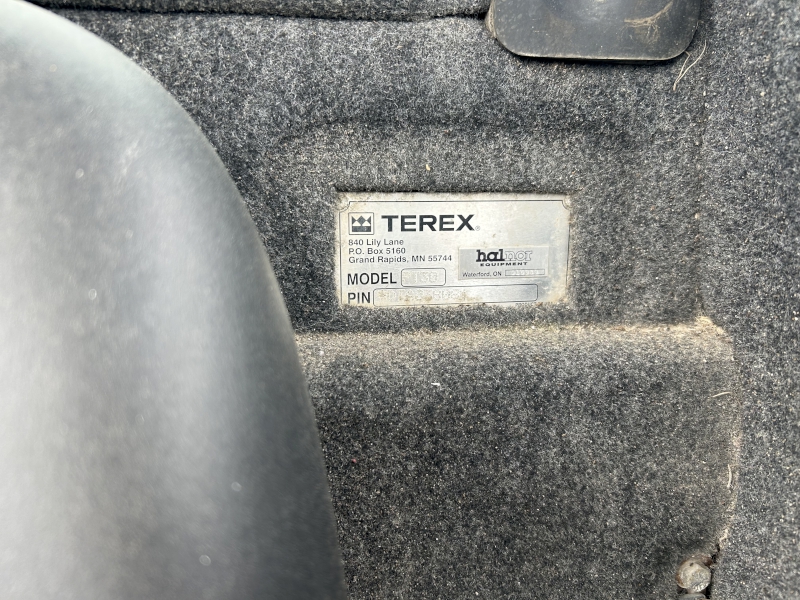 TEREX®
840 Lily Lane
P.O. Box 5160
Grand Rapids, MN 55744
halnor
EQUIPMENT
Waterford, ON
MODEL
PIN